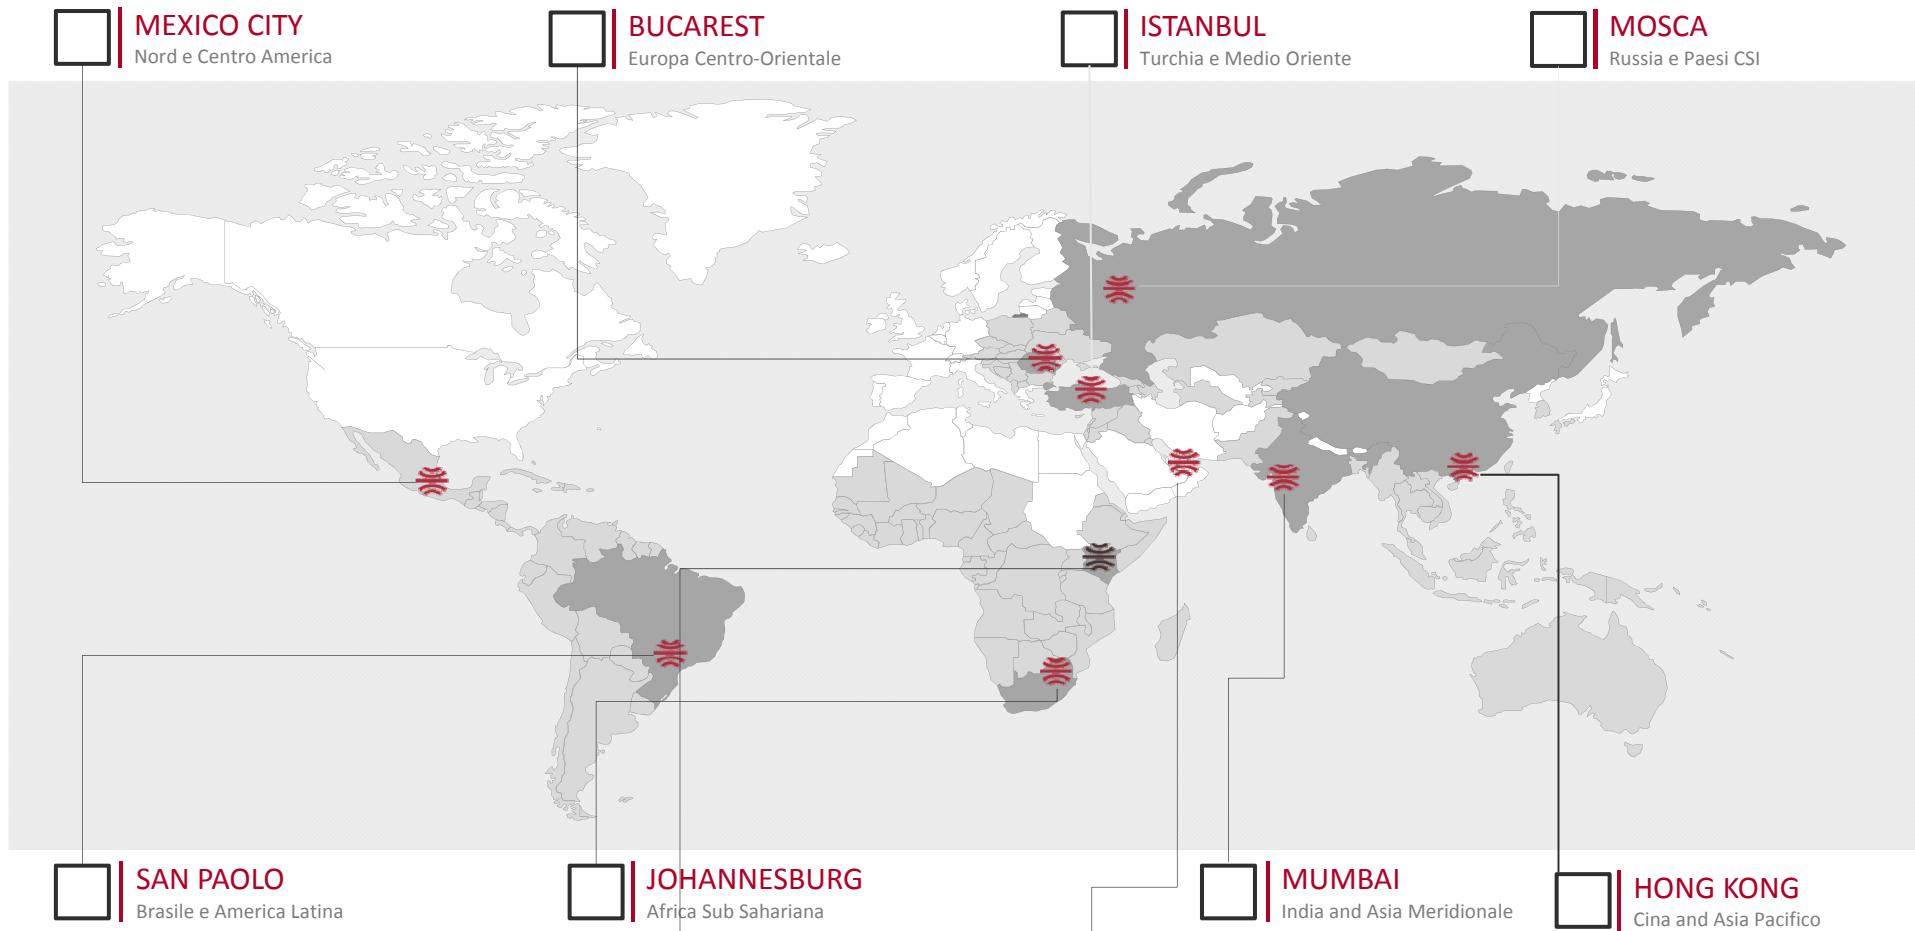 MEXICO CITY
Nord e Centro America
BUCAREST
Europa Centro-Orientale
ISTANBUL
Turchia e Medio Oriente
MOSCA
Russia e Paesi CSI
SAN PAOLO
Brasile e America Latina
JOHANNESBURG
Africa Sub Sahariana
MUMBAI
India and Asia Meridionale
HONG KONG
Cina and Asia Pacifico